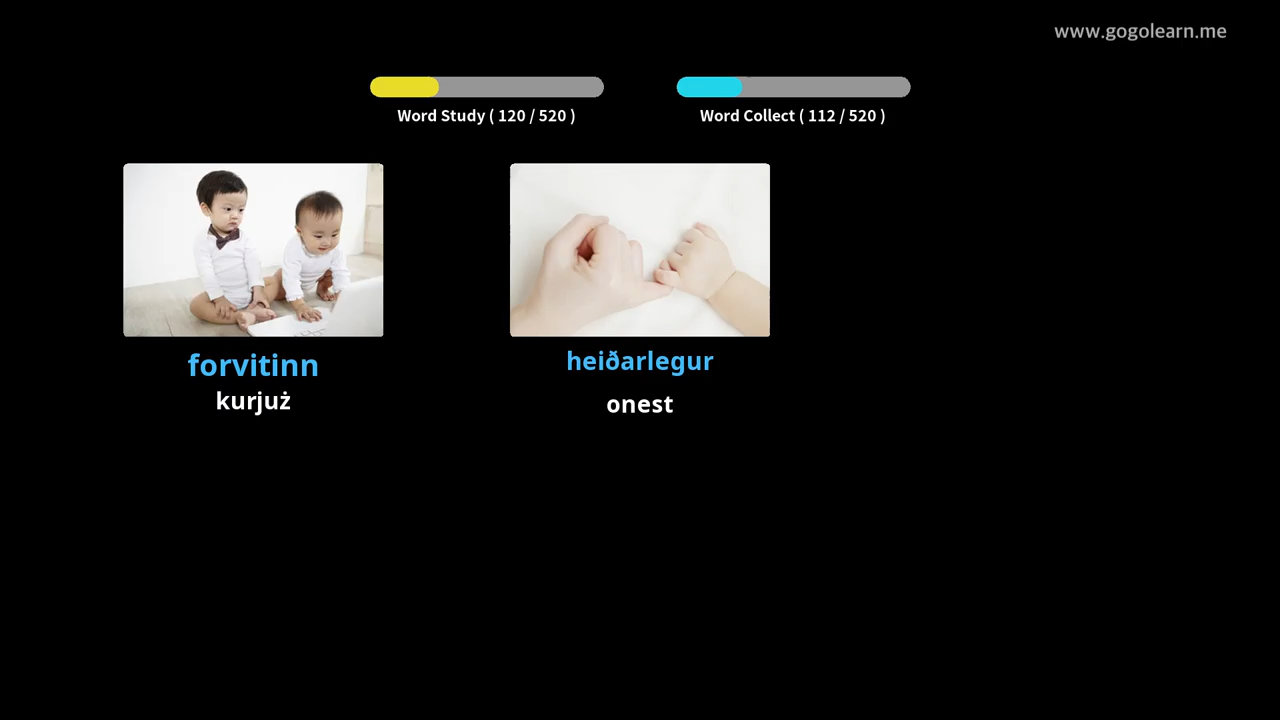 www.gogolearn.me
Word Study ( 120 / 520 )
Word Collect ( 112 / 520 )
forvitinn
kurjuż
heiðarlegur
onest